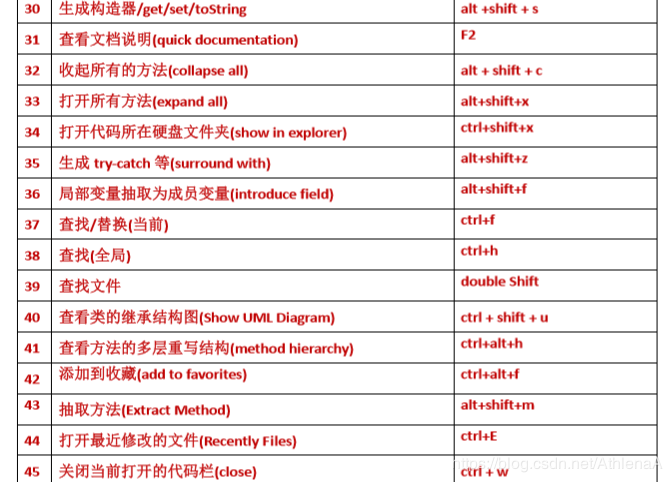 30 生成构造器/get/set/toString alt +shift + s
31 查看文档说明(quick documentation) F2
32 收起所有的方法(collapse all) alt + shift + c
33 打开所有方法(expand all) alt+shift+x
34 打开代码所在硬盘文件夹(show in explorer) ctrl+shift+x
35 生成 try-catch 等(surround with) alt+shift+z
36 局部变量抽取为成员变量(introduce field) alt+shift+f
37 查找/替换(当前) ctrl+f
38 查找(全局) ctrl+h
39 查找文件 double Shift
40 查看类的继承结构图(Show UML Diagram) ctrl + shift + u
41 查看方法的多层重写结构(method hierarchy) ctrl+alt+h
42 添加到收藏(add to favorites) ctrl+alt+f
43 抽取方法(Extract Method) alt+shift+m
44 打开最近修改的文件(Recently Files) ctrl+E
45 关闭当前打开的代码栏(close) ctrl + w
https://blog.csdn.net/AthlenaA